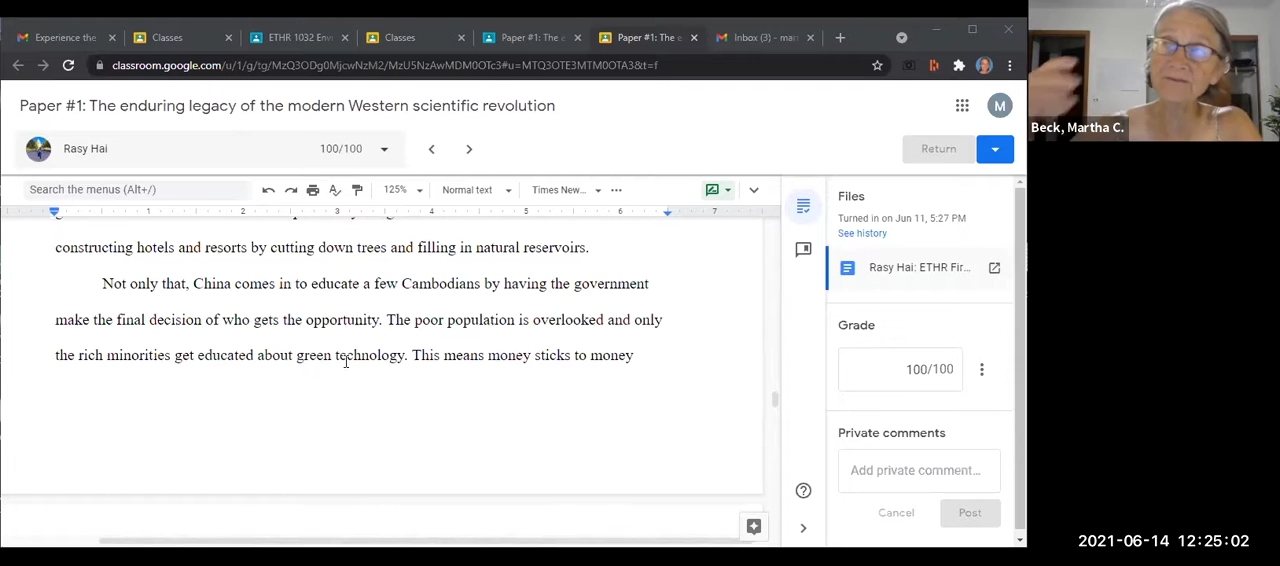 Experience the
Classes
ETHR 1032 Env
Classes
Paper #1: The e
Paper #1: The e
Inbox (3) - mar
classroom.google.com/u/1/g/tg/MzQ3ODg0MjcwNzM2/MzU5NzAwMDM0OTc3#u=MTQ3OTE3MTM0OTA3&t=f
Paper #1: The enduring legacy of the modern Western scientific revolution
M
Beck, Martha C.
Rasy Hai
100/100
Return
Search the menus (Alt+/)
125%
Normal text
Times New...
Files
Turned in on Jun 11, 5:27 PM
See history
1 2 3 4 5 6 7
constructing hotels and resorts by cutting down trees and filling in natural reservoirs.
Not only that, China comes in to educate a few Cambodians by having the government
make the final decision of who gets the opportunity. The poor population is overlooked and only
the rich minorities get educated about green technology. This means money sticks to money
Rasy Hai: ETHR Fir...
Grade
100/100
Private comments
Add private comment...
Cancel
Post
2021-06-14 12:25:02